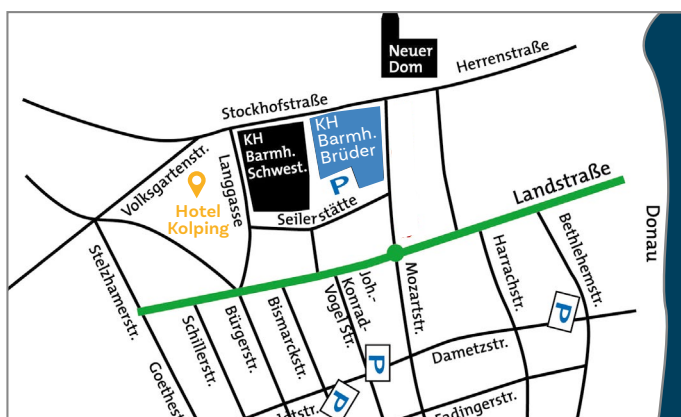 Neuer
Dom
Herrenstraße
Stockhofstraße
KH
Barmh.
Schwest.
KH
Barmh.
Brüder
P
Volksgartenstr.
Langgasse
Hotel
Kolping
Seilerstätte
Landstraße
Donau
Stelzhamerstr.
Schillerstr.
Bürgerstr.
Bismarckstr.
Joh.-
Konrad-
Vogel Str.
Mozartstr.
Harrachstr.
Bethlehemstr.
P
Dametzstr.
P
P